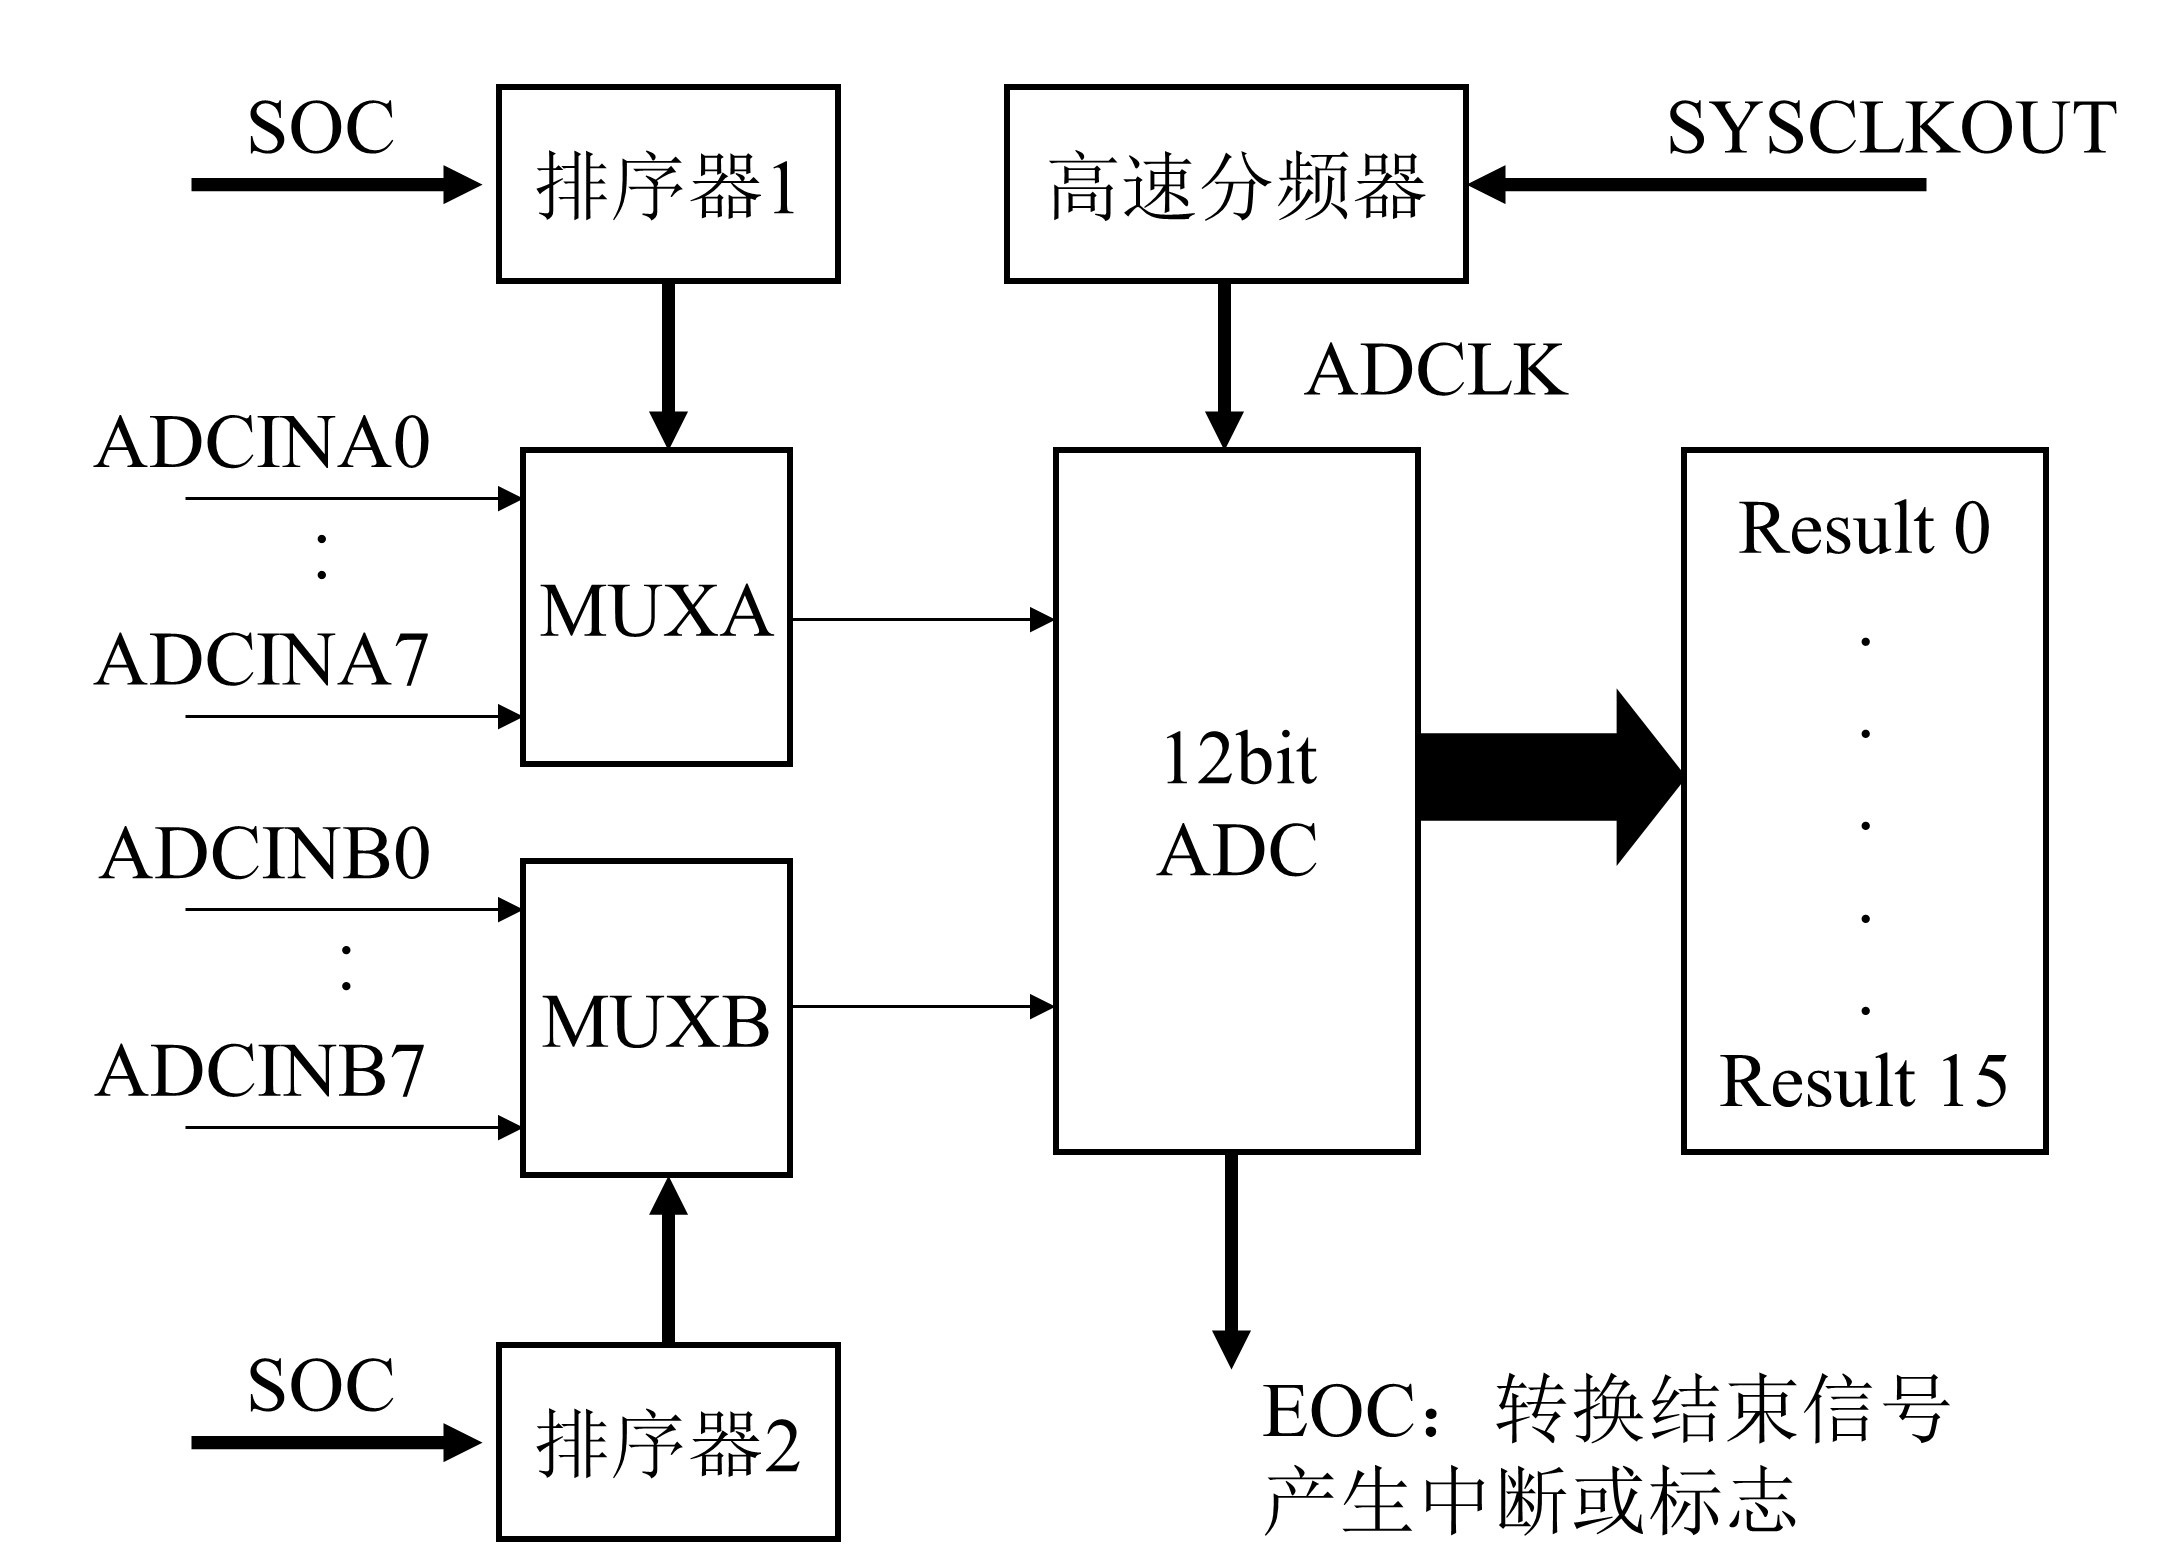 SOC
排序器1
高速分频器
SYSCLKOUT
ADCLK
ADCINA0
:
ADCINA7
MUXA
ADCINB0
:
ADCINB7
MUXB
12bit
ADC
Result 0
.
.
.
.
.
Result 15
SOC
排序器2
EOC：转换结束信号
产生中断或标志